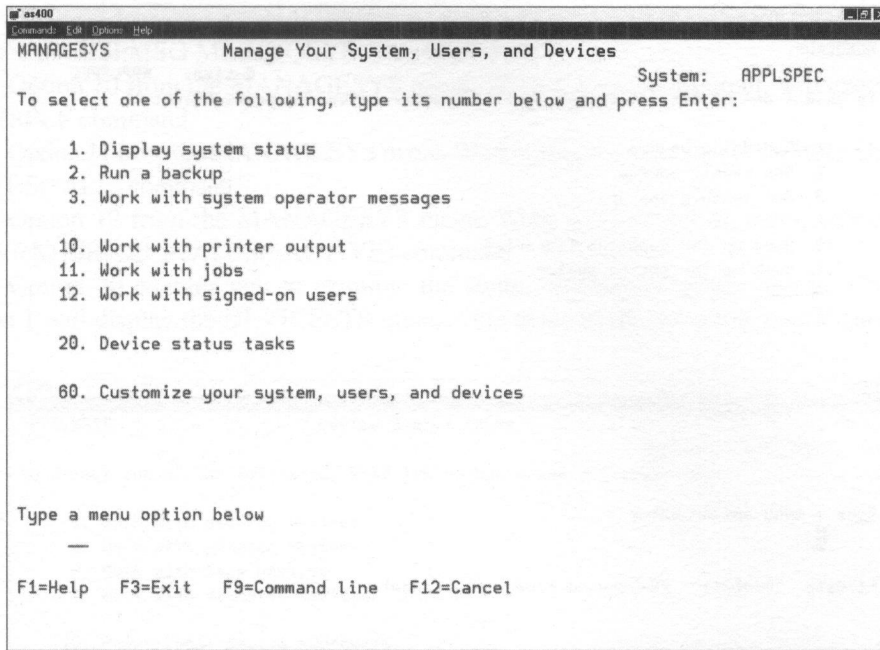 as400
Commands Edit Options Help
MANAGESYS Manage Your System, Users, and Devices
System: APPLSPEC
To select one of the following, type its number below and press Enter:
1. Display system status
2. Run a backup
3. Work with system operator messages
10. Work with printer output
11. Work with jobs
12. Work with signed-on users
20. Device status tasks
60. Customize your system, users, and devices
Type a menu option below
F1=Help F3=Exit F9=Command line F12=Cancel